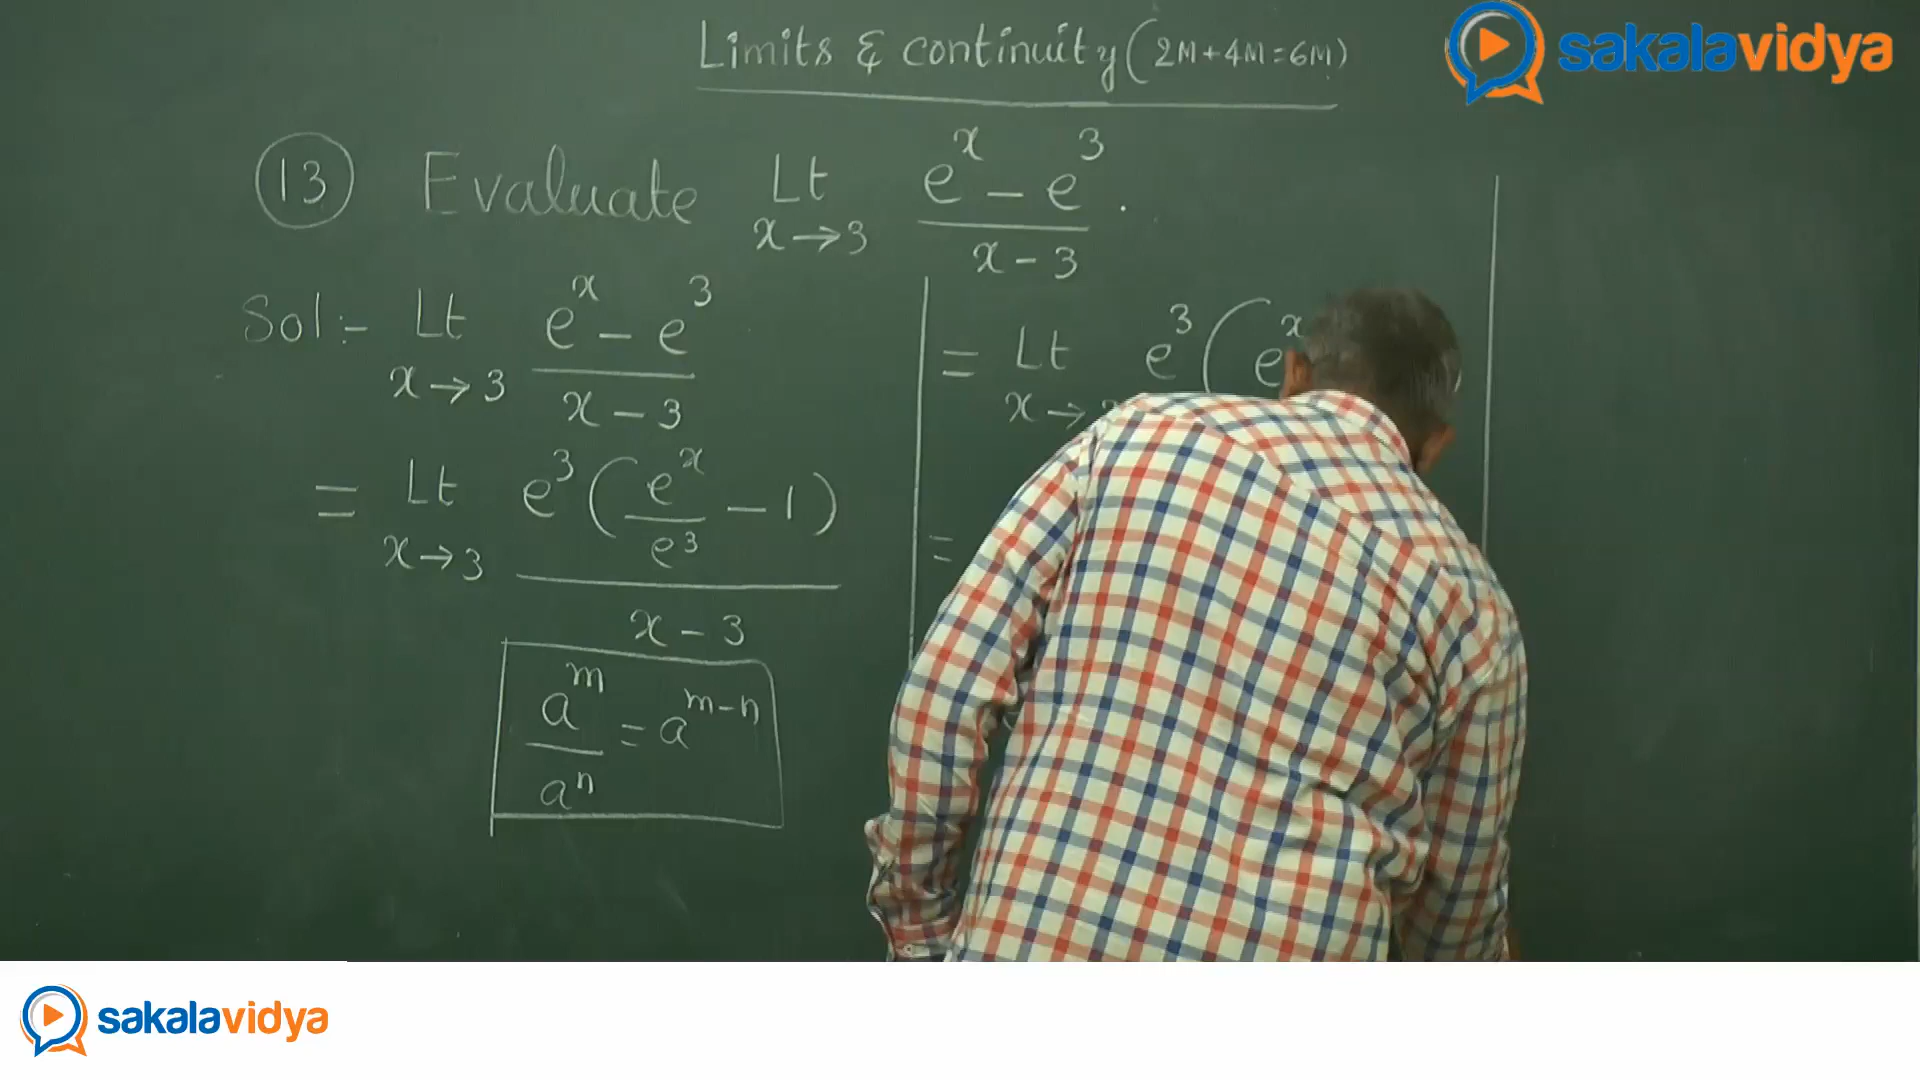 Limits & continuity (2M+4M=6M)
sakalavidya
13 Evaluate Lt x→3 e^x - e^3 / x-3 .
Sol:- Lt x→3 e^x - e^3 / x-3
= Lt x→3 e^3 (e^x / e^3 - 1) / x-3
a^m / a^n = a^m-n
= Lt x→ e^3 (e^x
=
sakalavidya